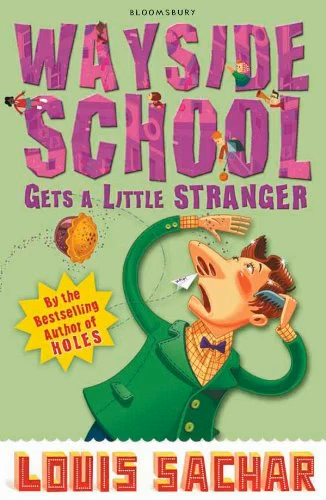 BLOOMSBURY
WAYSIDE
SCHOOL
GETS A LITTLE STRANGER
By the
Bestselling
Author of
HOLES
LOUIS SACHAR